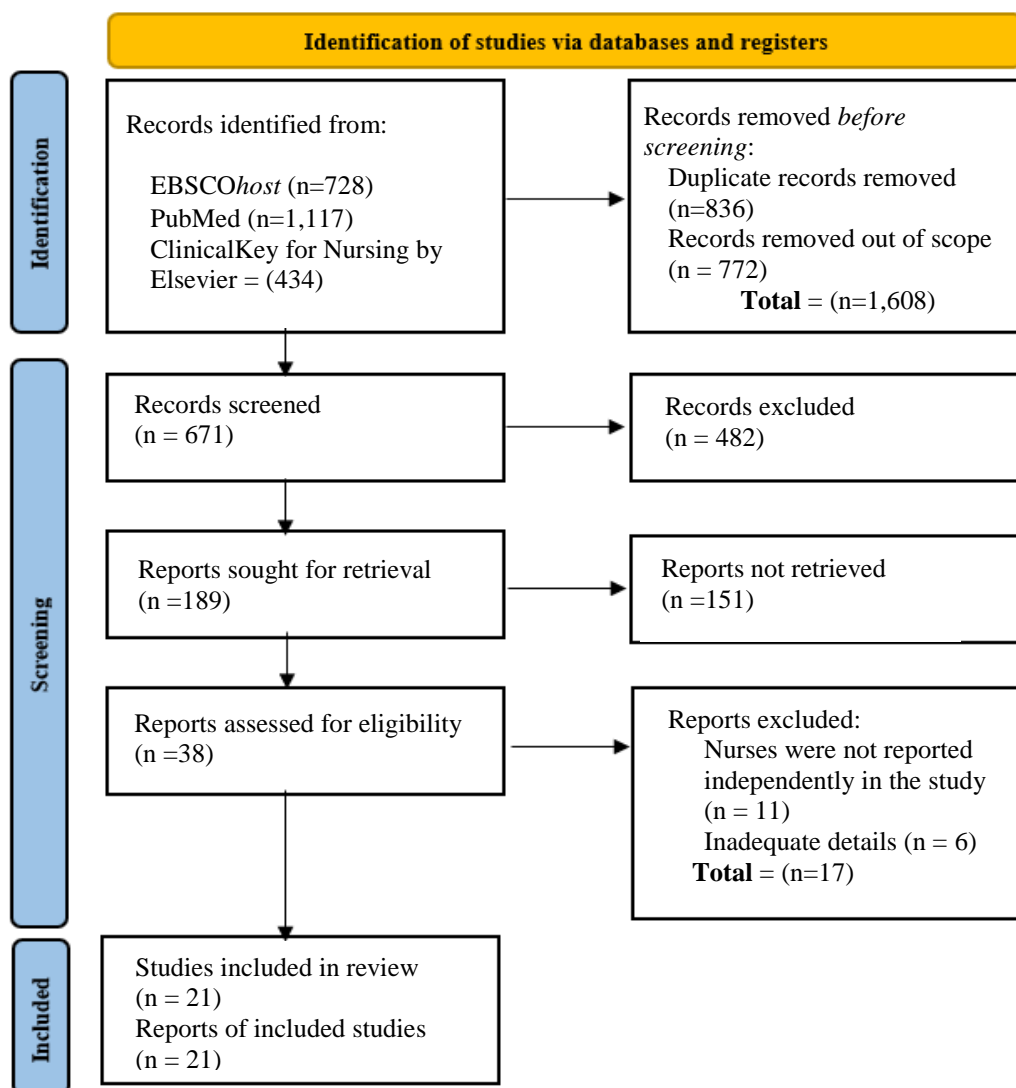 Identification of studies via databases and registers
Identification
Records identified from:
EBSCOhost (n=728)
PubMed (n=1,117)
ClinicalKey for Nursing by
Elsevier = (434)
Records removed before
screening:
Duplicate records removed
(n=836)
Records removed out of scope
(n = 772)
Total = (n=1,608)
Screening
Records screened
(n = 671)
Records excluded
(n = 482)
Reports sought for retrieval
(n =189)
Reports not retrieved
(n =151)
Reports assessed for eligibility
(n =38)
Reports excluded:
Nurses were not reported
independently in the study
(n = 11)
Inadequate details (n = 6)
Total = (n=17)
Included
Studies included in review
(n = 21)
Reports of included studies
(n = 21)